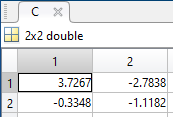 C
2x2 double
1 2
1 3.7267 -2.7838
2 -0.3348 -1.1182